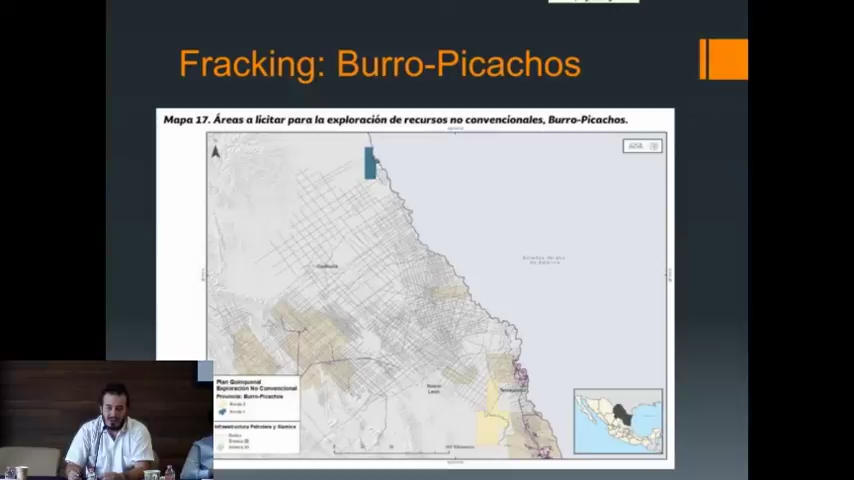 Fracking: Burro-Picachos
Mapa 17. Áreas a licitar para la exploración de recursos no convencionales, Burro-Picachos.
Coahuila
Estados Unidos
de América
Nuevo
León
Tamaulipas
Plan Quinquenal
Exploración No Convencional
Provincia: Burro-Picachos
Infraestructura Petrolera y Sísmica